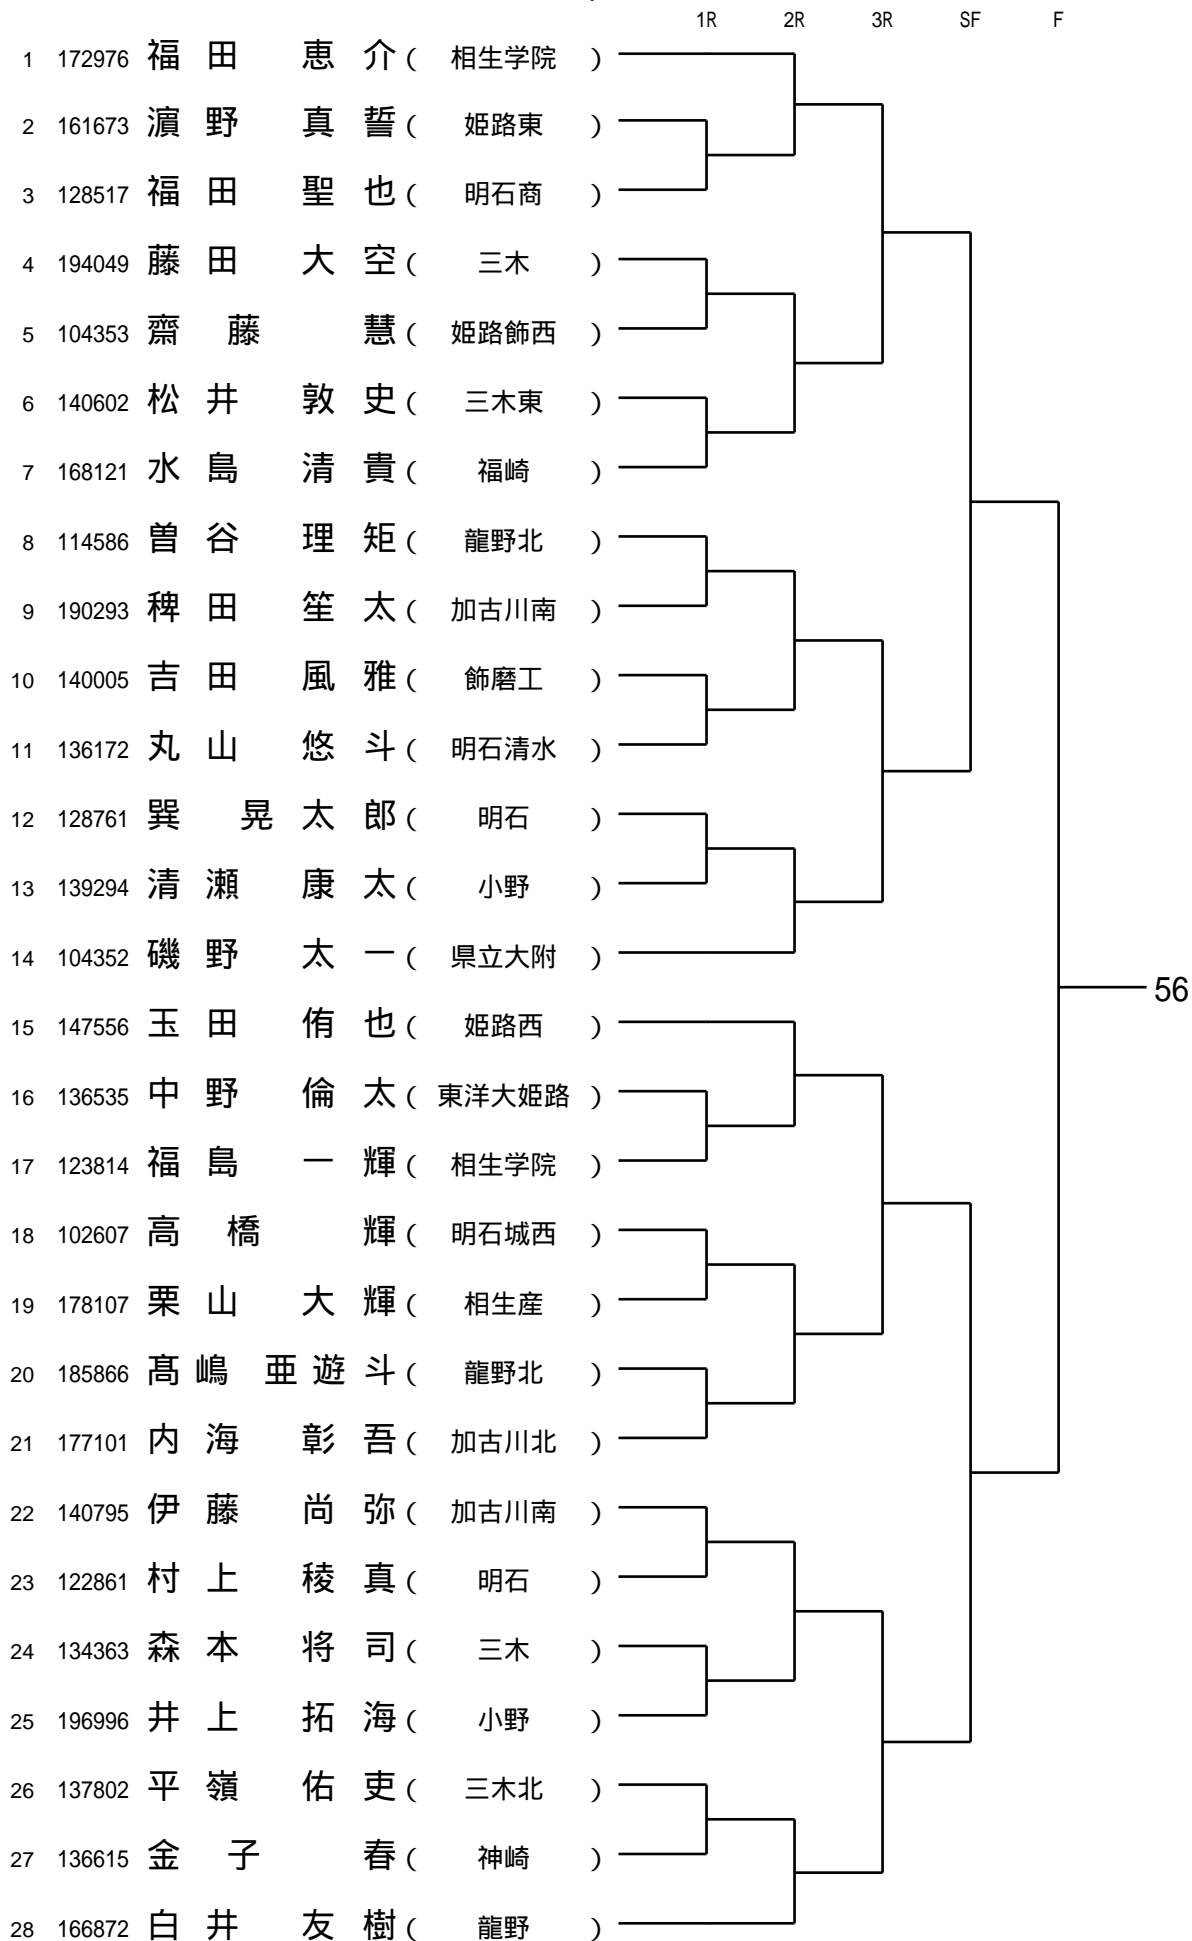 1R 2R 3R SF F
1 172976 福田 恵介 ( 相生学院 )
2 161673 濵野 真誓 ( 姫路東 )
3 128517 福田 聖也 ( 明石商 )
4 194049 藤田 大空 ( 三木 )
5 104353 齋藤 慧 ( 姫路飾西 )
6 140602 松井 敦史 ( 三木東 )
7 168121 水島 清貴 ( 福崎 )
8 114586 曽谷 理矩 ( 龍野北 )
9 190293 稗田 笙太 ( 加古川南 )
10 140005 吉田 風雅 ( 飾磨工 )
11 136172 丸山 悠斗 ( 明石清水 )
12 128761 巽 晃太郎 ( 明石 )
13 139294 清瀬 康太 ( 小野 )
14 104352 磯野 太一 ( 県立大附 )
56
15 147556 玉田 侑也 ( 姫路西 )
16 136535 中野 倫太 ( 東洋大姫路 )
17 123814 福島 一輝 ( 相生学院 )
18 102607 高橋 輝 ( 明石城西 )
19 178107 栗山 大輝 ( 相生産 )
20 185866 髙嶋 亜遊斗 ( 龍野北 )
21 177101 内海 彰吾 ( 加古川北 )
22 140795 伊藤 尚弥 ( 加古川南 )
23 122861 村上 稜真 ( 明石 )
24 134363 森本 将司 ( 三木 )
25 196996 井上 拓海 ( 小野 )
26 137802 平嶺 佑吏 ( 三木北 )
27 136615 金子 春 ( 神崎 )
28 166872 白井 友樹 ( 龍野 )